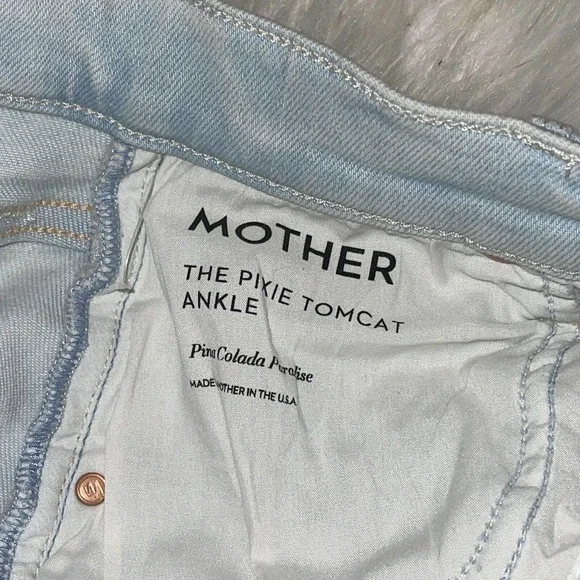 MOTHER
THE PIXIE TOMCAT
ANKLE
Pina Colada Paradise
MADE MOTHER IN THE U.S.A.